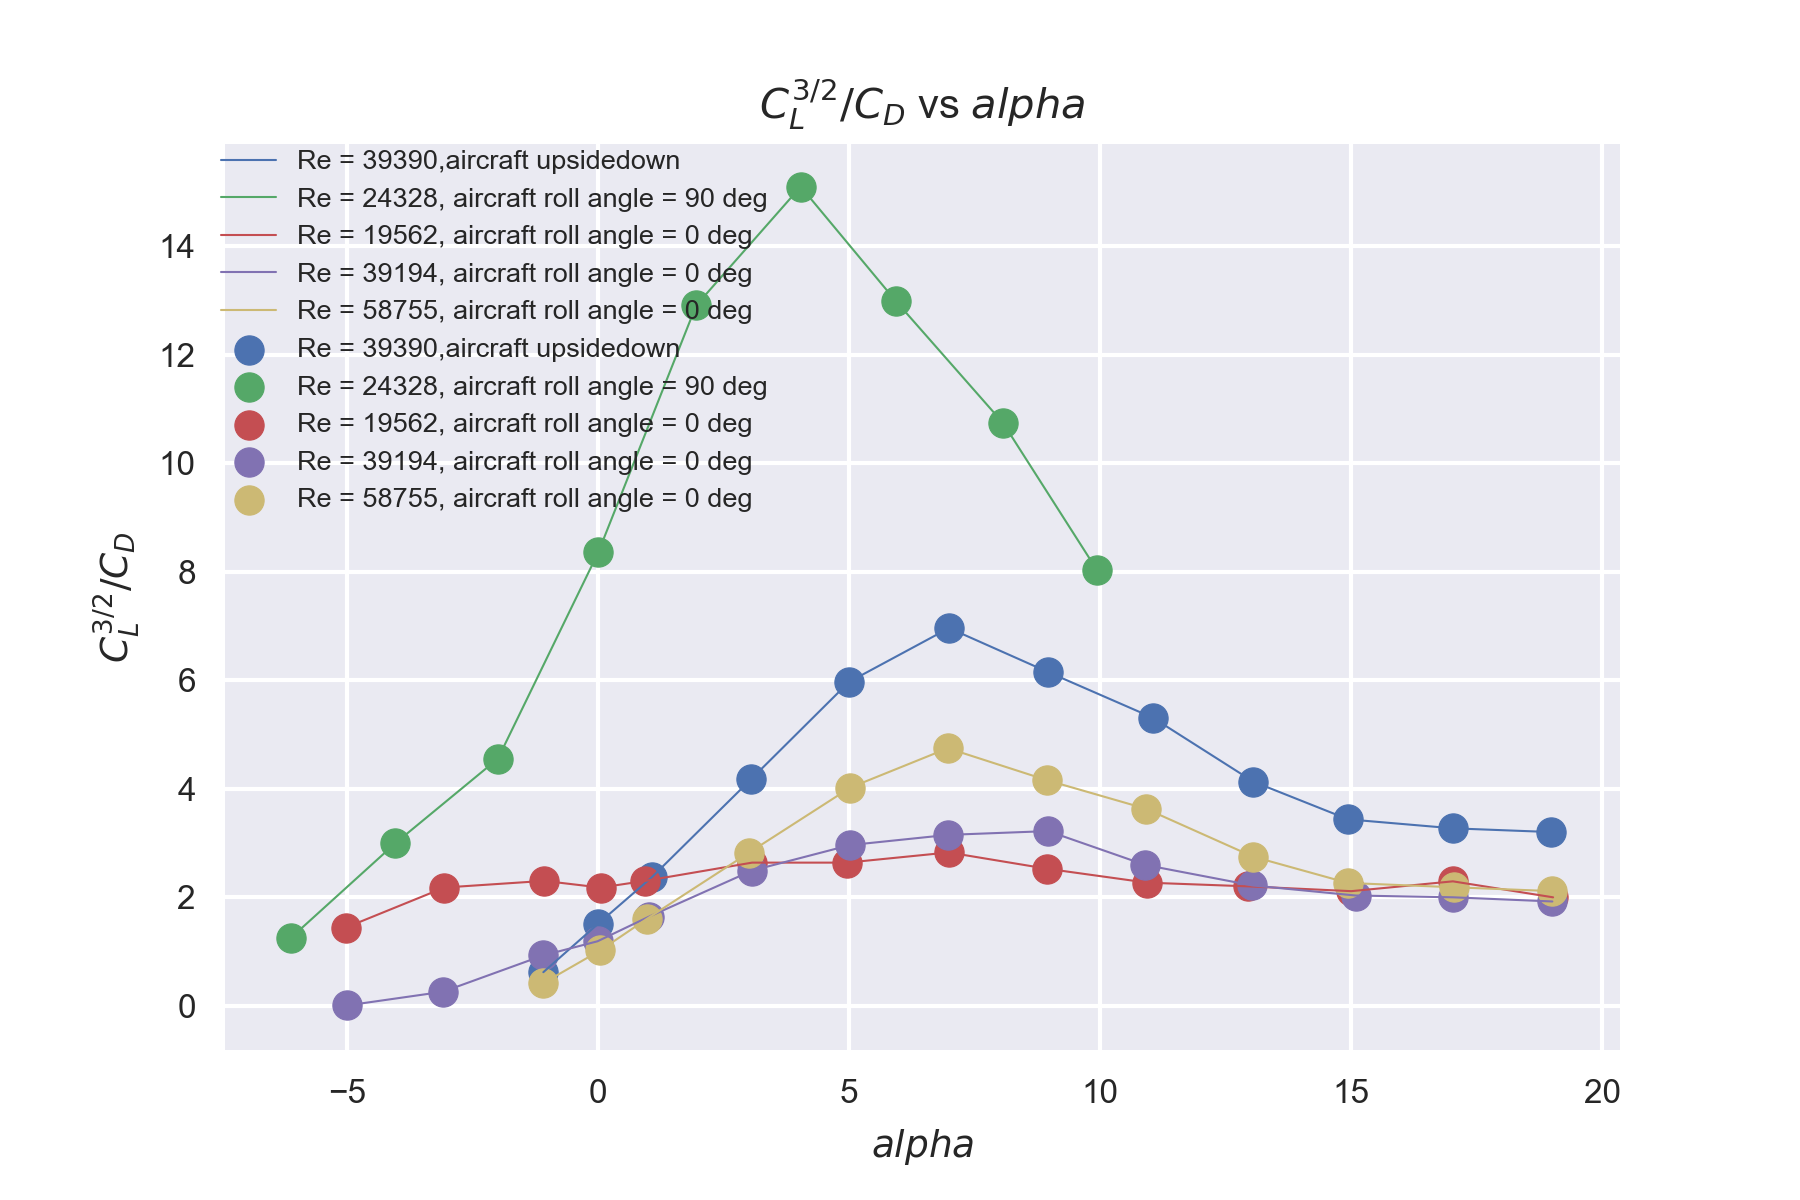 C_L^{3/2}/C_D vs alpha
Re = 39390,aircraft upsidedown
Re = 24328, aircraft roll angle = 90 deg
Re = 19562, aircraft roll angle = 0 deg
Re = 39194, aircraft roll angle = 0 deg
Re = 58755, aircraft roll angle = 0 deg
Re = 39390,aircraft upsidedown
Re = 24328, aircraft roll angle = 90 deg
Re = 19562, aircraft roll angle = 0 deg
Re = 39194, aircraft roll angle = 0 deg
Re = 58755, aircraft roll angle = 0 deg
14
12
10
8
6
4
2
0
C_L^{3/2}/C_D
−5 0 5 10 15 20
alpha